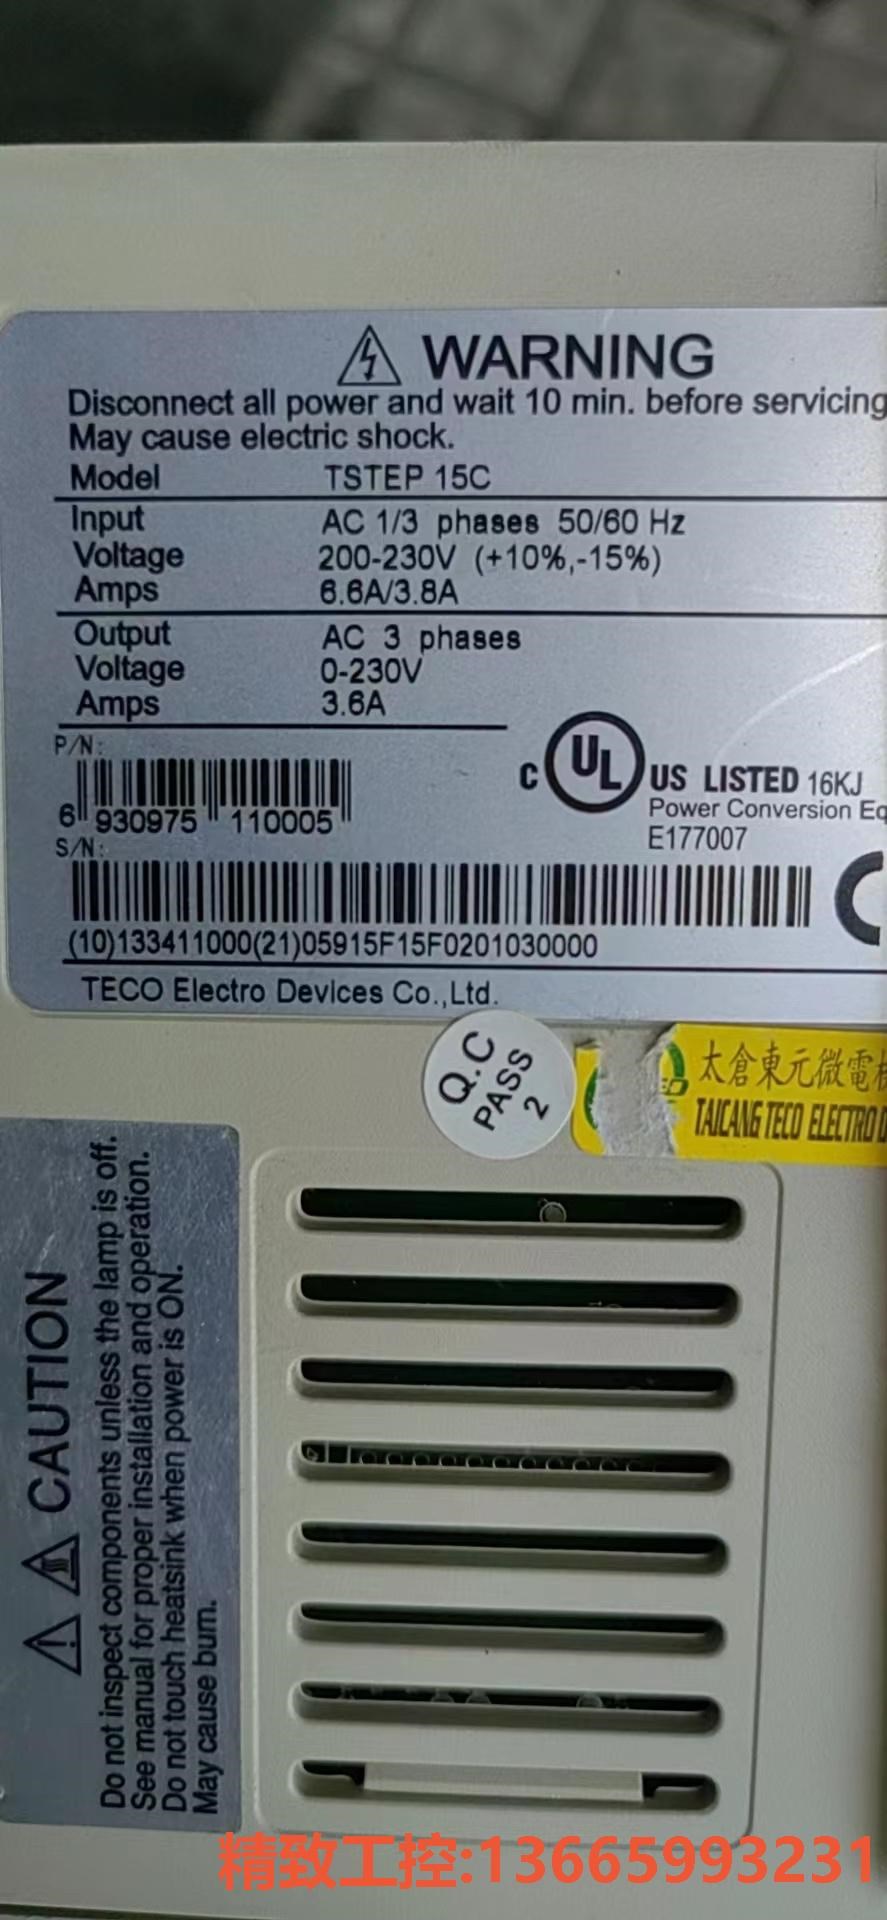 WARNING
Disconnect all power and wait 10 min. before servicing
May cause electric shock.
Model TSTEP 15C
Input AC 1/3 phases 50/60 Hz
Voltage 200-230V (+10%,-15%)
Amps 6.6A/3.8A
Output AC 3 phases
Voltage 0-230V
Amps 3.6A
P/N:
6 930975 110005
C UL US LISTED 16KJ
Power Conversion Eq
E177007
S/N:
(10)133411000(21)05915F15F0201030000
TECO Electro Devices Co.,Ltd.
Q.C
PASS
2
太倉東元微電
TAICANG TECO ELECTRO D
CAUTION
Do not inspect components unless the lamp is off.
See manual for proper installation and operation.
Do not touch heatsink when power is ON.
May cause burn.
精致工控:13665993231